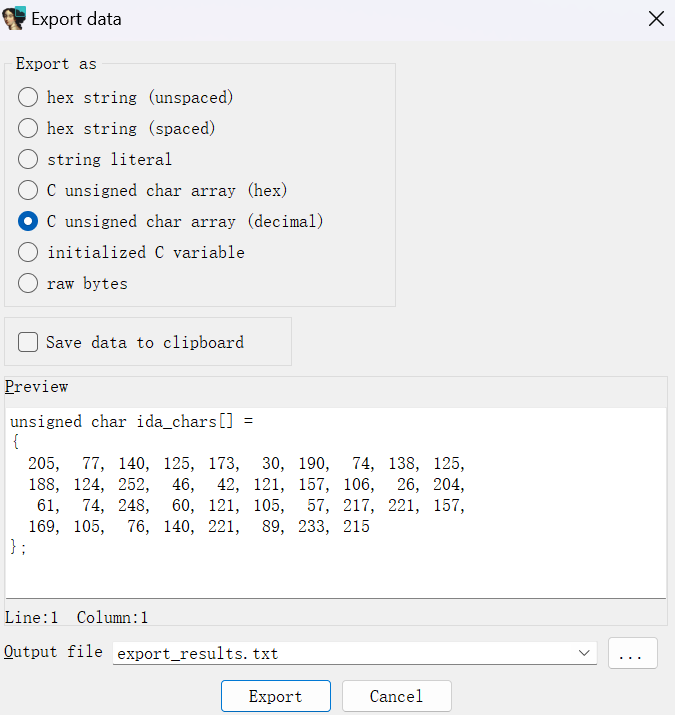 Export data
Export as
hex string (unspaced)
hex string (spaced)
string literal
C unsigned char array (hex)
C unsigned char array (decimal)
initialized C variable
raw bytes
Save data to clipboard
Preview
unsigned char ida_chars[] =
{
205, 77, 140, 125, 173, 30, 190, 74, 138, 125,
188, 124, 252, 46, 42, 121, 157, 106, 26, 204,
61, 74, 248, 60, 121, 105, 57, 217, 221, 157,
169, 105, 76, 140, 221, 89, 233, 215
};
Line:1 Column:1
Output file export_results.txt ...
Export Cancel